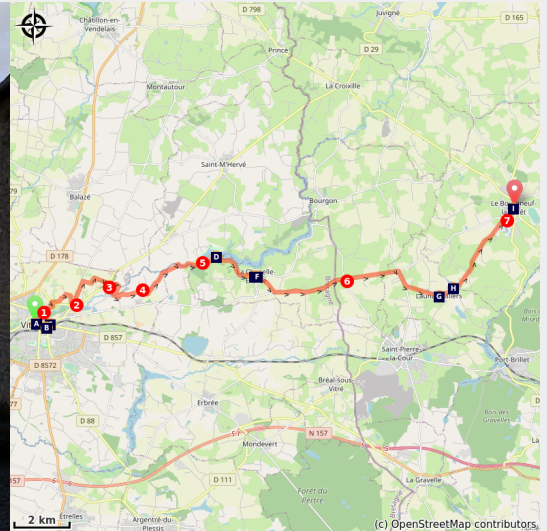 D 798
Juvigné
D 165
Châtillon-en-
Vendelais
Princé
D 29
La Croixille
Montautour
Saint-M'Hervé
Balazé
Bourgon
D 178
7
I
D
5
F
6
H
G
3
4
2
1
A
B
D 857
Saint-Pierre-
la-Cour
Port-Brillet
D 8572
Bréal-sous-
Vitré
Erbrée
D 88
Mondevert
N 157
D 111
La Gravelle
Bretagne
Forêt du
Pertre
Bois des
Gravelles
Étrelles
Argentré-du-
Plessis
2 km
(c) OpenStreetMap contributors